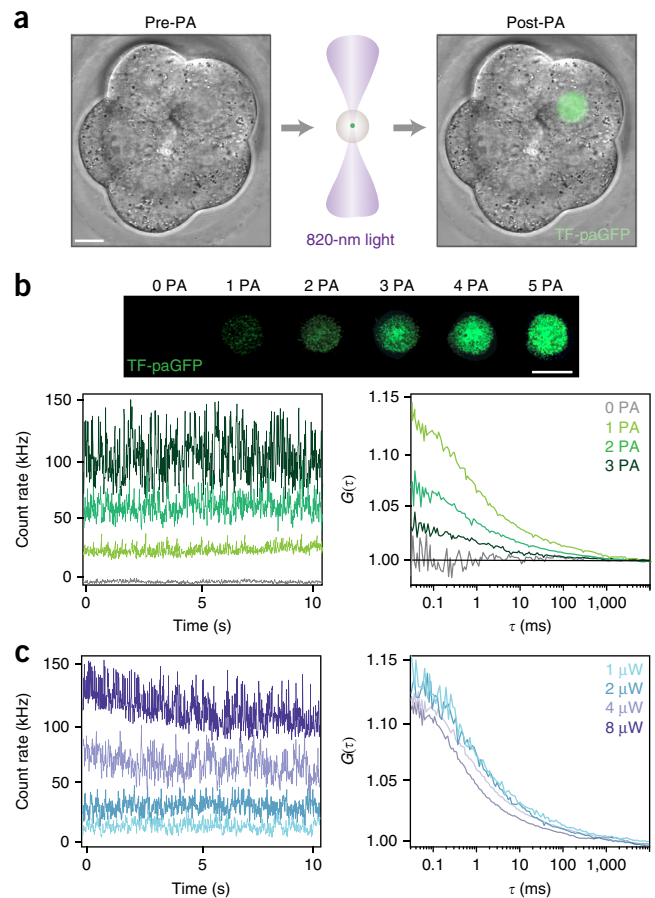 a
Pre-PA
Post-PA
820-nm light
TF-paGFP
b
0 PA 1 PA 2 PA 3 PA 4 PA 5 PA
TF-paGFP
150
100
50
0
Count rate (kHz)
0 5 10
Time (s)
1.15
1.10
1.05
1.00
G(τ)
0 PA
1 PA
2 PA
3 PA
0.1 1 10 100 1,000
τ (ms)
c
150
100
50
0
Count rate (kHz)
0 5 10
Time (s)
1.15
1.10
1.05
1.00
G(τ)
1 μW
2 μW
4 μW
8 μW
0.1 1 10 100 1,000
τ (ms)